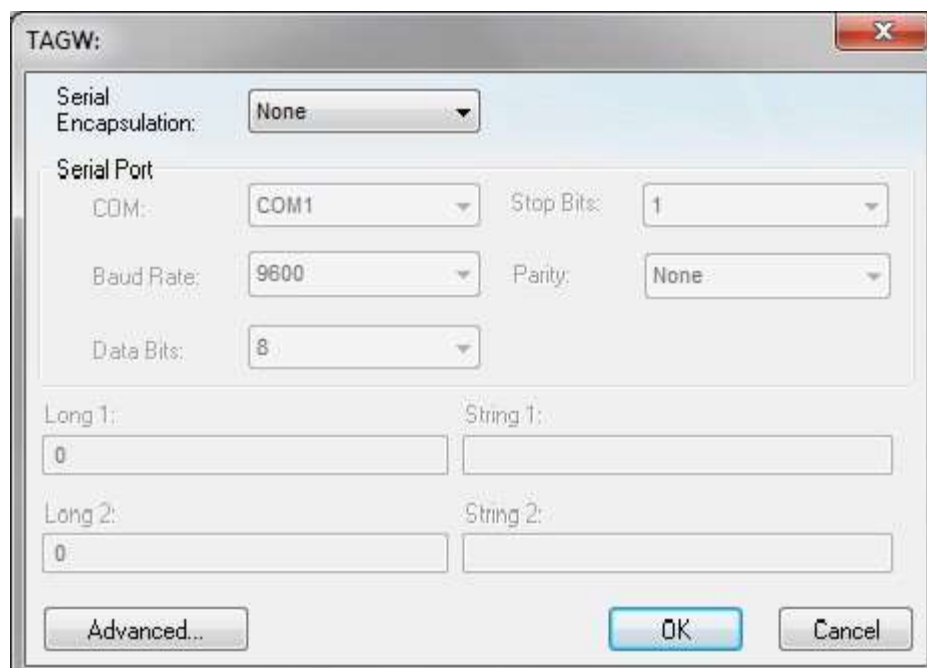 TAGW:
Serial
Encapsulation:
None
Serial Port
COM:
COM1
Stop Bits:
1
Baud Rate:
9600
Parity:
None
Data Bits:
8
Long 1:
String 1:
0
Long 2:
String 2:
0
Advanced...
OK
Cancel